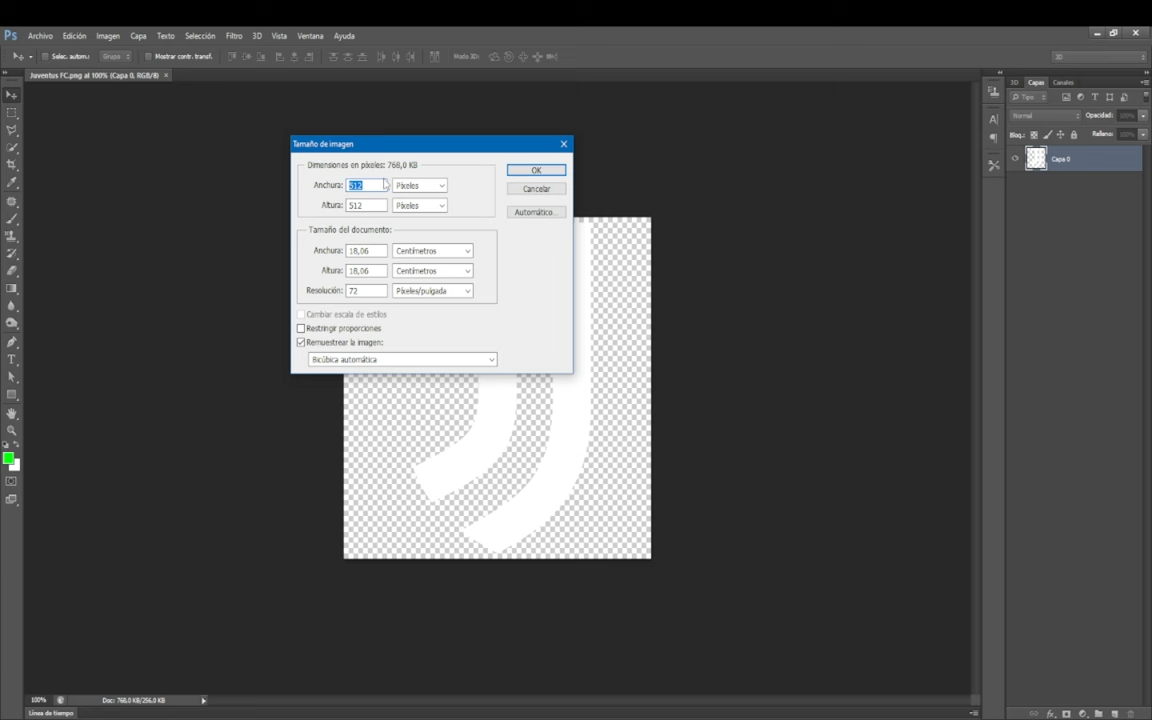 Ps Archivo Edición Imagen Capa Texto Selección Filtro 3D Vista Ventana Ayuda
Selec. autom.: Grupo Mostrar contr. transf. Modo 3D: 3D
Juventus FC.png al 100% (Capa 0, RGB/8) ×
3D Capas Canales
Tipo
Normal Opacidad: 100%
Bloq.: Relleno: 100%
Capa 0
Tamaño de imagen
Dimensiones en píxeles: 768,0 KB
Anchura: 512 Píxeles
Altura: 512 Píxeles
OK
Cancelar
Automático...
Tamaño del documento:
Anchura: 18,06 Centímetros
Altura: 18,06 Centímetros
Resolución: 72 Píxeles/pulgada
Cambiar escala de estilos
Restringir proporciones
Remuestrear la imagen:
Bicúbica automática
100% Doc: 768,0 KB/256,0 KB
Línea de tiempo